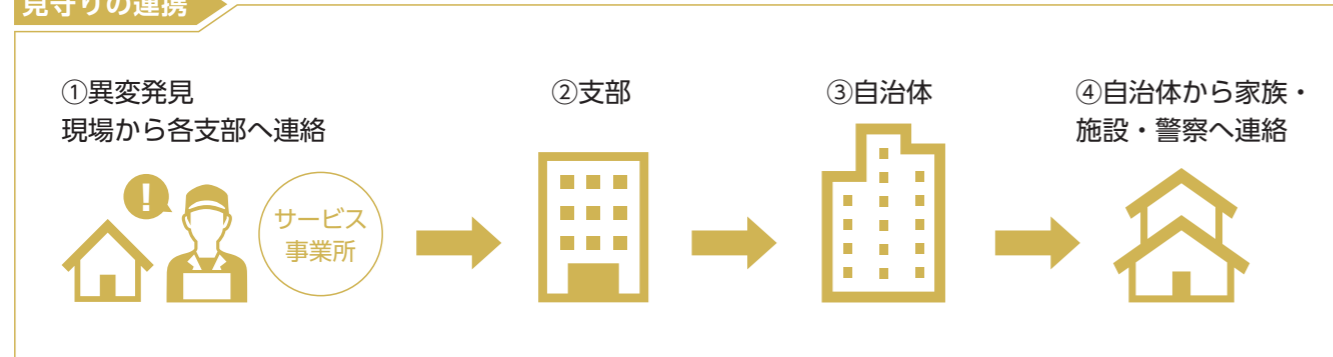 見守りの連携
①異変発見
現場から各支部へ連絡
サービス
事業所
②支部
③自治体
④自治体から家族・
施設・警察へ連絡